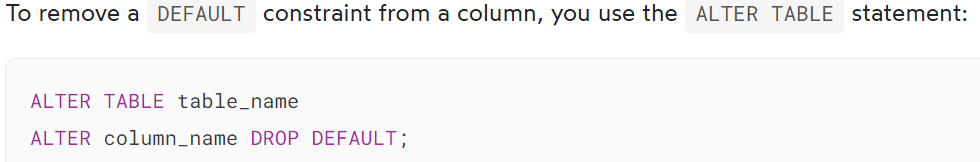 To remove a DEFAULT constraint from a column, you use the ALTER TABLE statement:
ALTER TABLE table_name
ALTER column_name DROP DEFAULT;